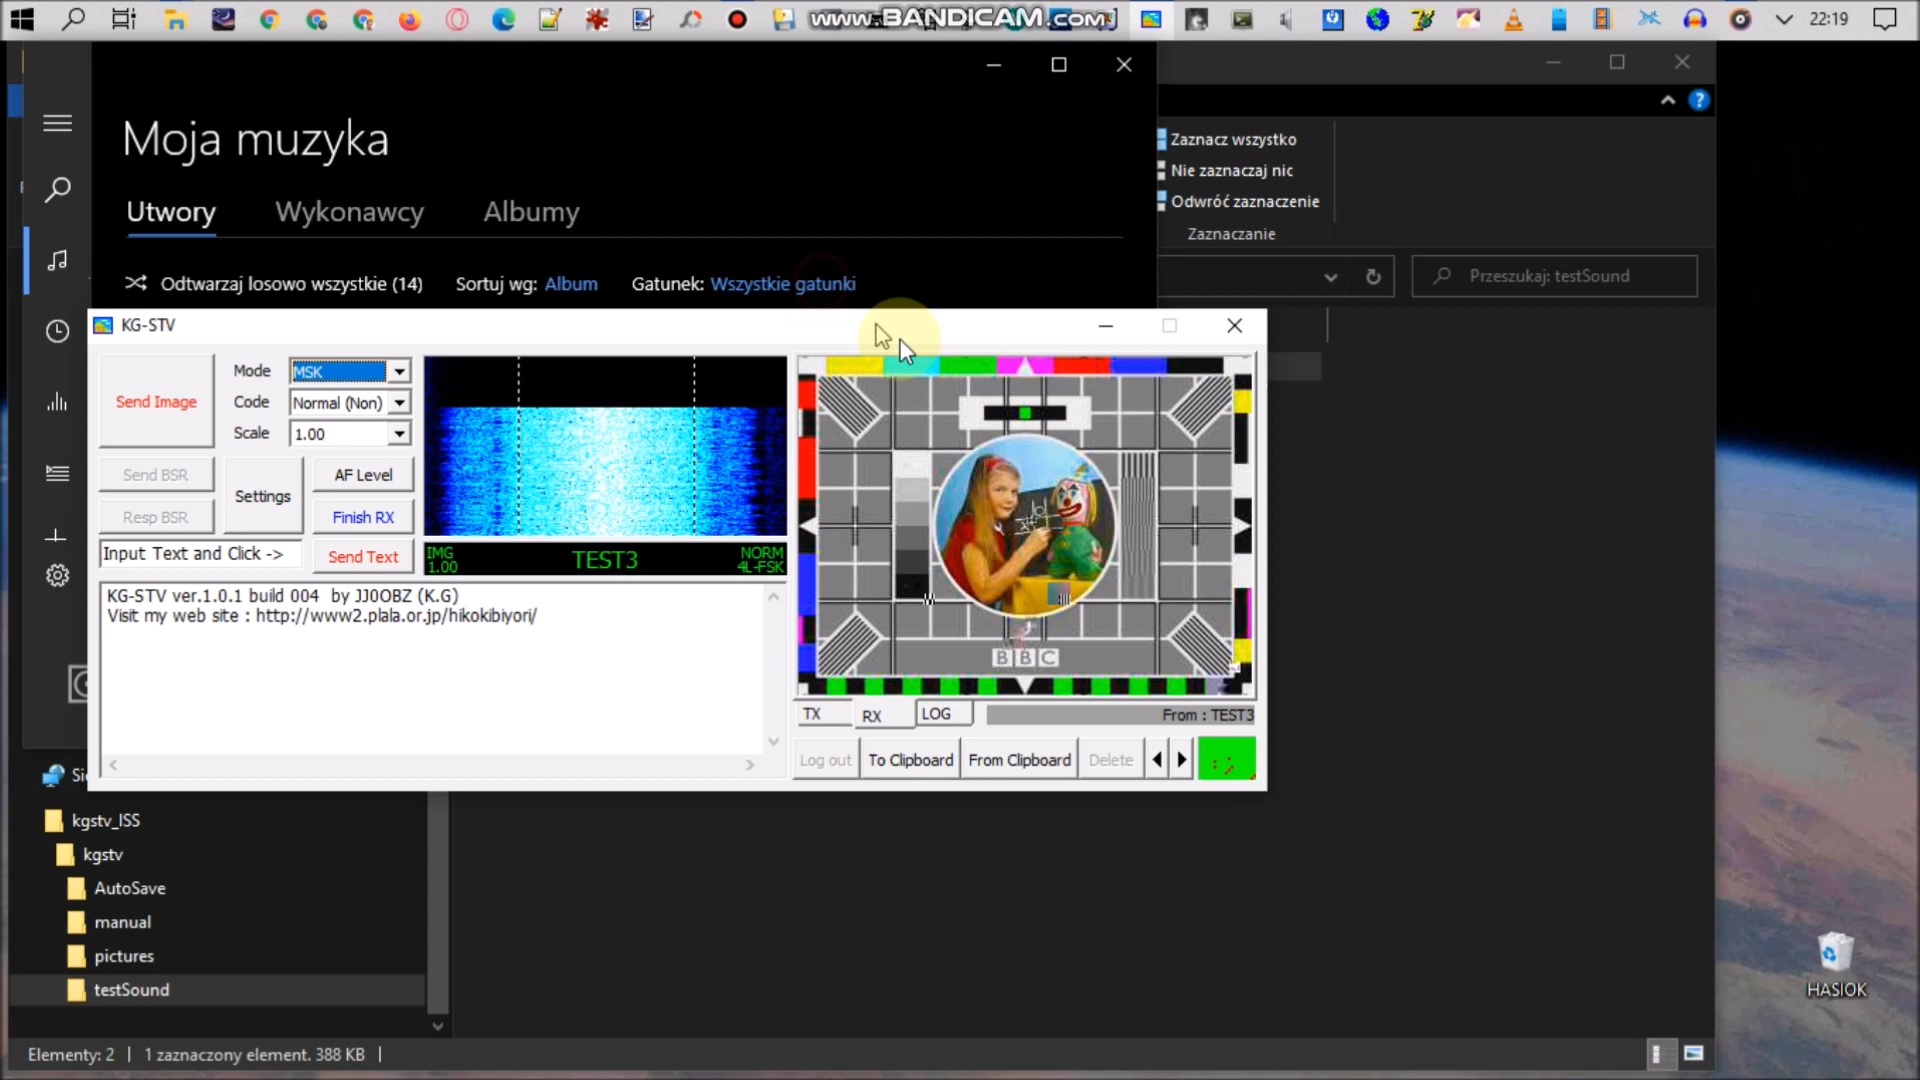 www.BANDICAM.com
22:19
Moja muzyka
Utwory
Wykonawcy
Albumy
Odtwarzaj losowo wszystkie (14)
Sortuj wg: Album
Gatunek: Wszystkie gatunki
Zaznacz wszystko
Nie zaznaczaj nic
Odwróć zaznaczenie
Zaznaczanie
Przeszukaj: testSound
KG-STV
Send Image
Mode
MSK
Code
Normal (Non)
Scale
1.00
Send BSR
Settings
AF Level
Resp BSR
Finish RX
Input Text and Click ->
Send Text
IMG
1.00
TEST3
NORM
4L-FSK
KG-STV ver.1.0.1 build 004 by JJ0OBZ (K.G)
Visit my web site : http://www2.plala.or.jp/hikokibiyori/
BBC
TX
RX
LOG
From : TEST3
Log out
To Clipboard
From Clipboard
Delete
kgstv_ISS
kgstv
AutoSave
manual
pictures
testSound
HASIOK
Elementy: 2
1 zaznaczony element. 388 KB